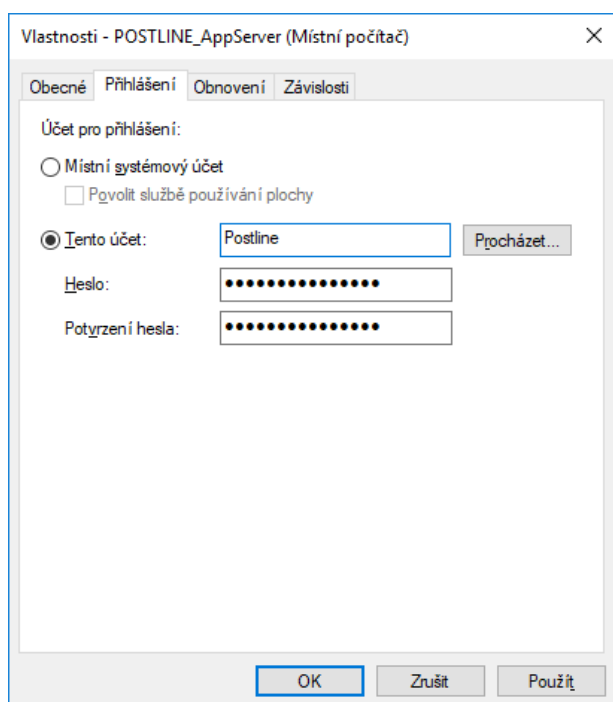 Vlastnosti - POSTLINE_AppServer (Místní počítač)
Obecné Přihlášení Obnovení Závislosti
Účet pro přihlášení:
Místní systémový účet
Povolit službě používání plochy
Tento účet: Postline Procházet...
Heslo: ●●●●●●●●●●●●●●●
Potvrzení hesla: ●●●●●●●●●●●●●●●
OK Zrušit Použít